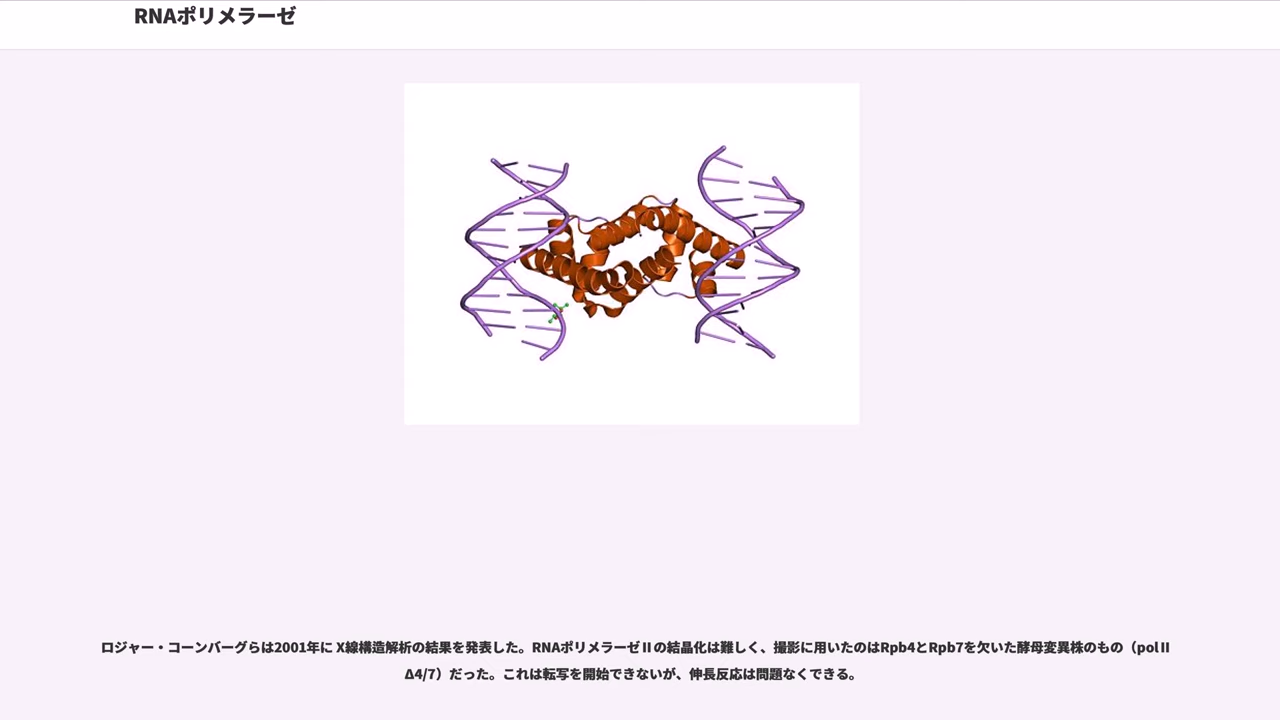 RNAポリメラーゼ
ロジャー・コーンバーグらは2001年に X線構造解析の結果を発表した。RNAポリメラーゼⅡの結晶化は難しく、撮影に用いたのはRpb4とRpb7を欠いた酵母変異株のもの（polⅡ
Δ4/7）だった。これは転写を開始できないが、伸長反応は問題なくできる。